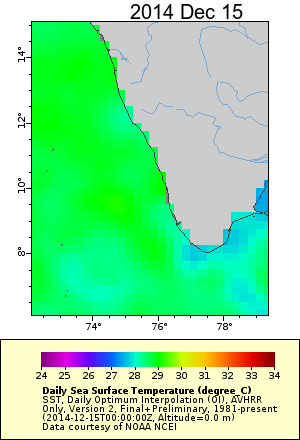 2014 Dec 15
14°
12°
10°
8°
74° 76° 78°
24 25 26 27 28 29 30 31 32 33 34
Daily Sea Surface Temperature (degree_C)
SST, Daily Optimum Interpolation (OI), AVHRR
Only, Version 2, Final+Preliminary, 1981-present
(2014-12-15T00:00:00Z, Altitude=0.0 m)
Data courtesy of NOAA NCEI